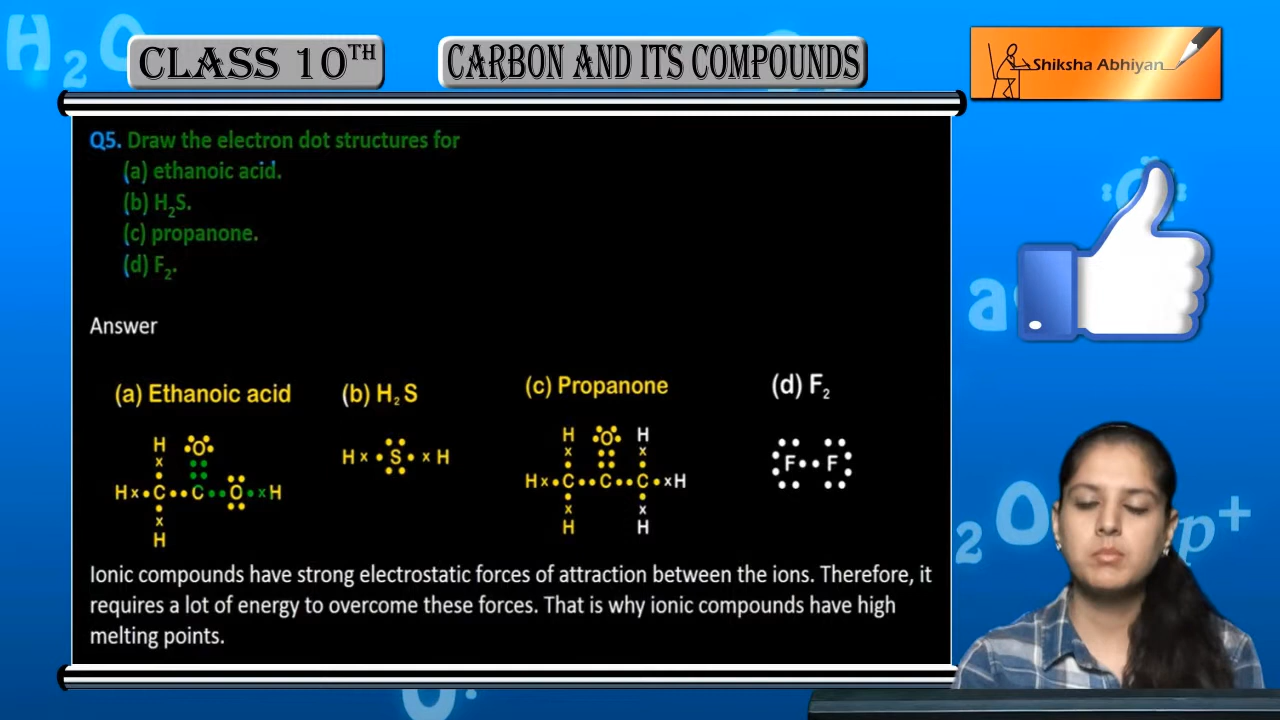 CLASS 10TH
CARBON AND ITS COMPOUNDS
Shiksha Abhiyan
H2O
Q5. Draw the electron dot structures for
(a) ethanoic acid.
(b) H2S.
(c) propanone.
(d) F2.
Answer
(a) Ethanoic acid
(b) H2S
(c) Propanone
(d) F2
H O
H x C C O x H
H
H x S x H
H O H
H x C C C x H
H H
F F
Ionic compounds have strong electrostatic forces of attraction between the ions. Therefore, it
requires a lot of energy to overcome these forces. That is why ionic compounds have high
melting points.
2O
p+